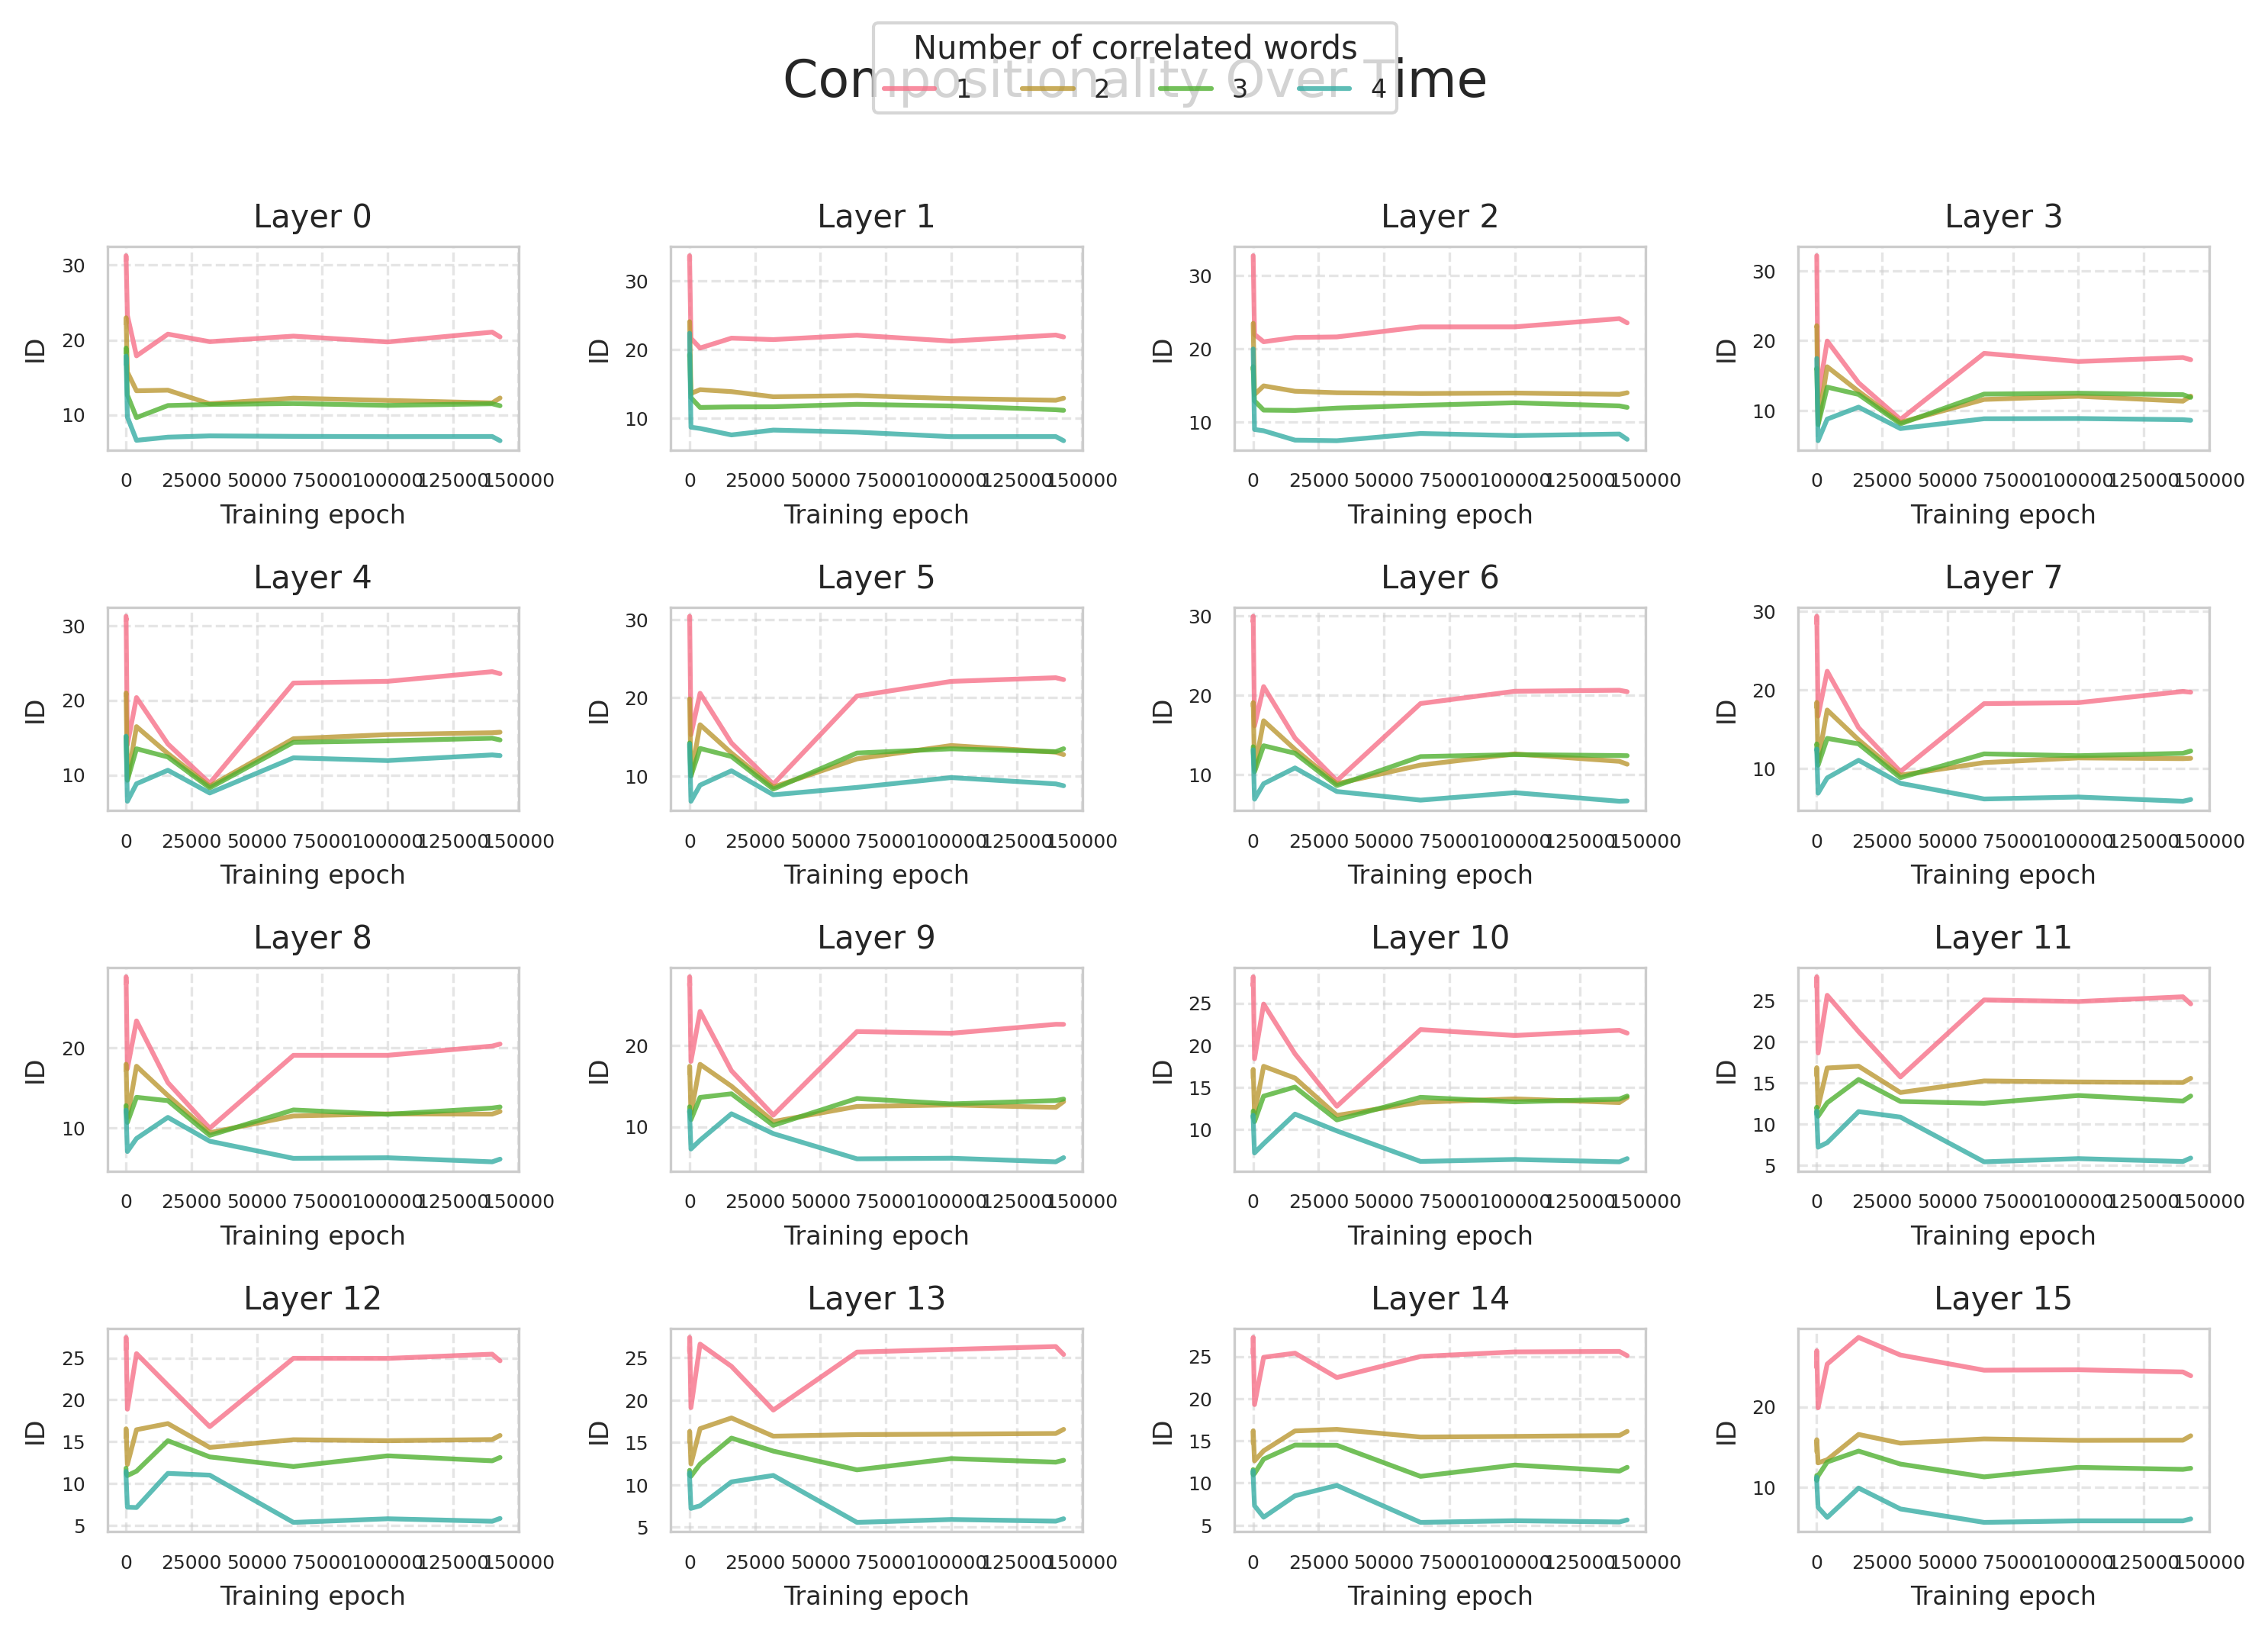 Number of correlated words
Compositionality Over Time
1 2 3 4
Layer 0 Layer 1 Layer 2 Layer 3
ID 30 20 10
ID 30 20 10
ID 30 20 10
ID 30 20 10
0 25000 50000 75000 100000 125000 150000
0 25000 50000 75000 100000 125000 150000
0 25000 50000 75000 100000 125000 150000
0 25000 50000 75000 100000 125000 150000
Training epoch Training epoch Training epoch Training epoch
Layer 4 Layer 5 Layer 6 Layer 7
ID 30 20 10
ID 30 20 10
ID 30 20 10
ID 30 20 10
0 25000 50000 75000 100000 125000 150000
0 25000 50000 75000 100000 125000 150000
0 25000 50000 75000 100000 125000 150000
0 25000 50000 75000 100000 125000 150000
Training epoch Training epoch Training epoch Training epoch
Layer 8 Layer 9 Layer 10 Layer 11
ID 20 10
ID 20 10
ID 25 20 15 10
ID 25 20 15 10 5
0 25000 50000 75000 100000 125000 150000
0 25000 50000 75000 100000 125000 150000
0 25000 50000 75000 100000 125000 150000
0 25000 50000 75000 100000 125000 150000
Training epoch Training epoch Training epoch Training epoch
Layer 12 Layer 13 Layer 14 Layer 15
ID 25 20 15 10 5
ID 25 20 15 10 5
ID 25 20 15 10 5
ID 20 10
0 25000 50000 75000 100000 125000 150000
0 25000 50000 75000 100000 125000 150000
0 25000 50000 75000 100000 125000 150000
0 25000 50000 75000 100000 125000 150000
Training epoch Training epoch Training epoch Training epoch